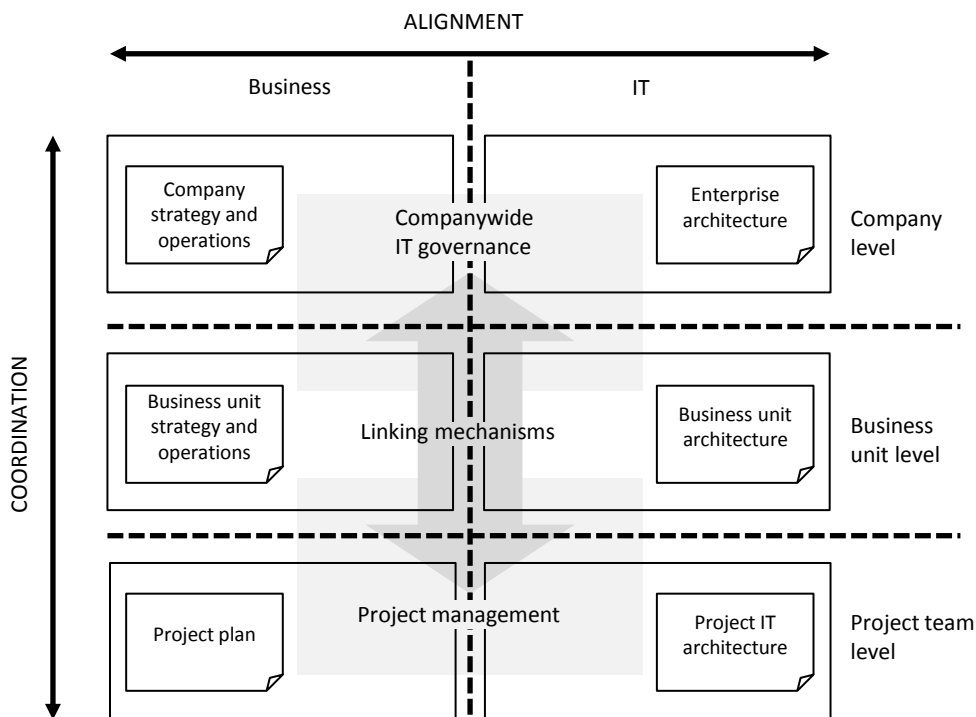 ALIGNMENT
Business
IT
Company
strategy and
operations
Companywide
IT governance
Enterprise
architecture
Company
level
COORDINATION
Business unit
strategy and
operations
Linking mechanisms
Business unit
architecture
Business
unit level
Project plan
Project management
Project IT
architecture
Project team
level